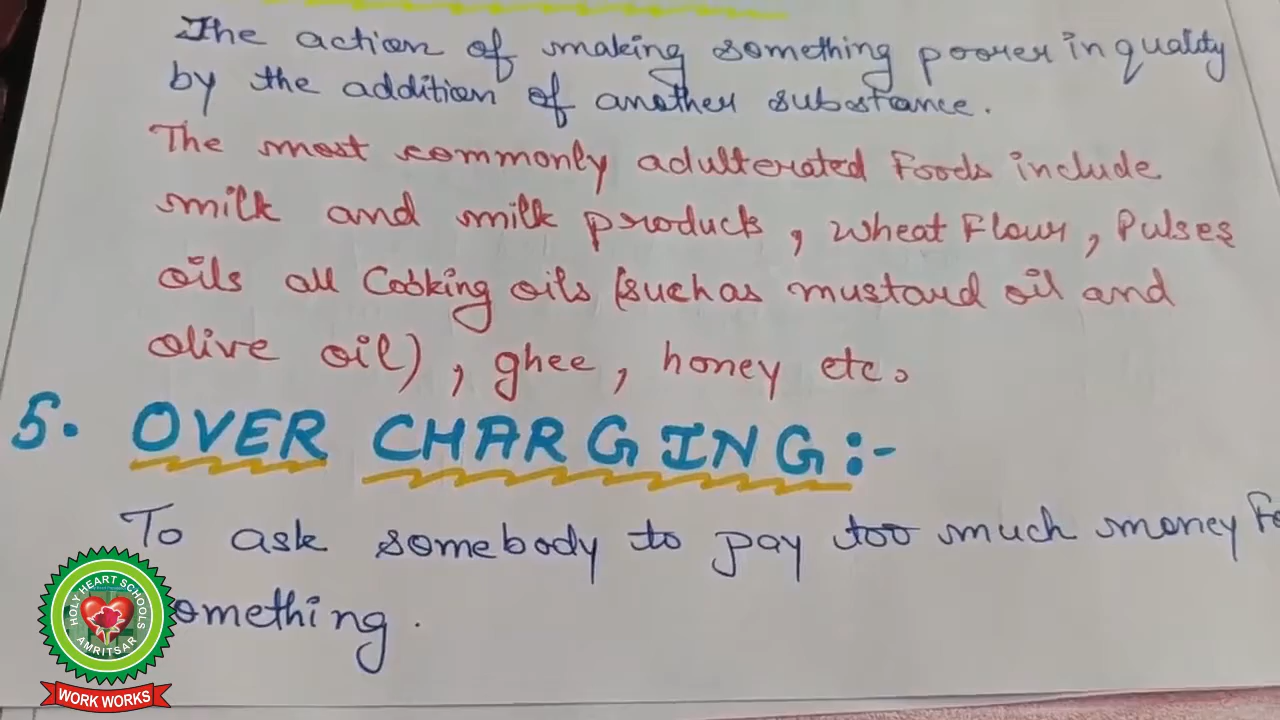 The action of making something poorer in quality
by the addition of another substance.
The most commonly adulterated Foods include
milk and milk products, wheat Flour, Pulses
oils all Cooking oils (such as mustard oil and
olive oil), ghee, honey etc.
5. OVER CHARGING:-
To ask somebody to pay too much money Fo
omething.
HOLY HEART SCHOOLS
AMRITSAR
WORK WORKS